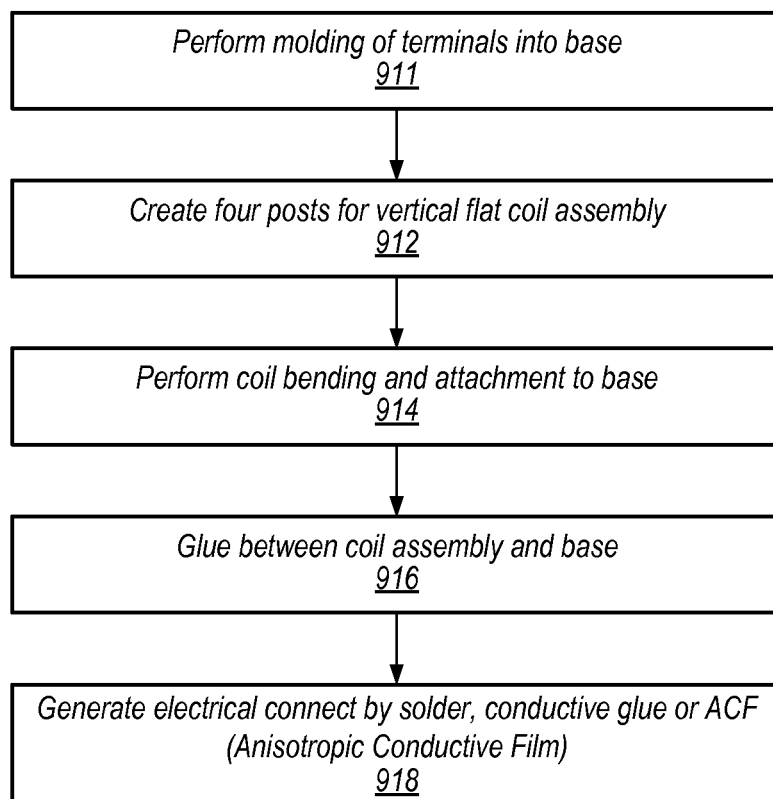 Perform molding of terminals into base
911
Create four posts for vertical flat coil assembly
912
Perform coil bending and attachment to base
914
Glue between coil assembly and base
916
Generate electrical connect by solder, conductive glue or ACF
(Anisotropic Conductive Film)
918